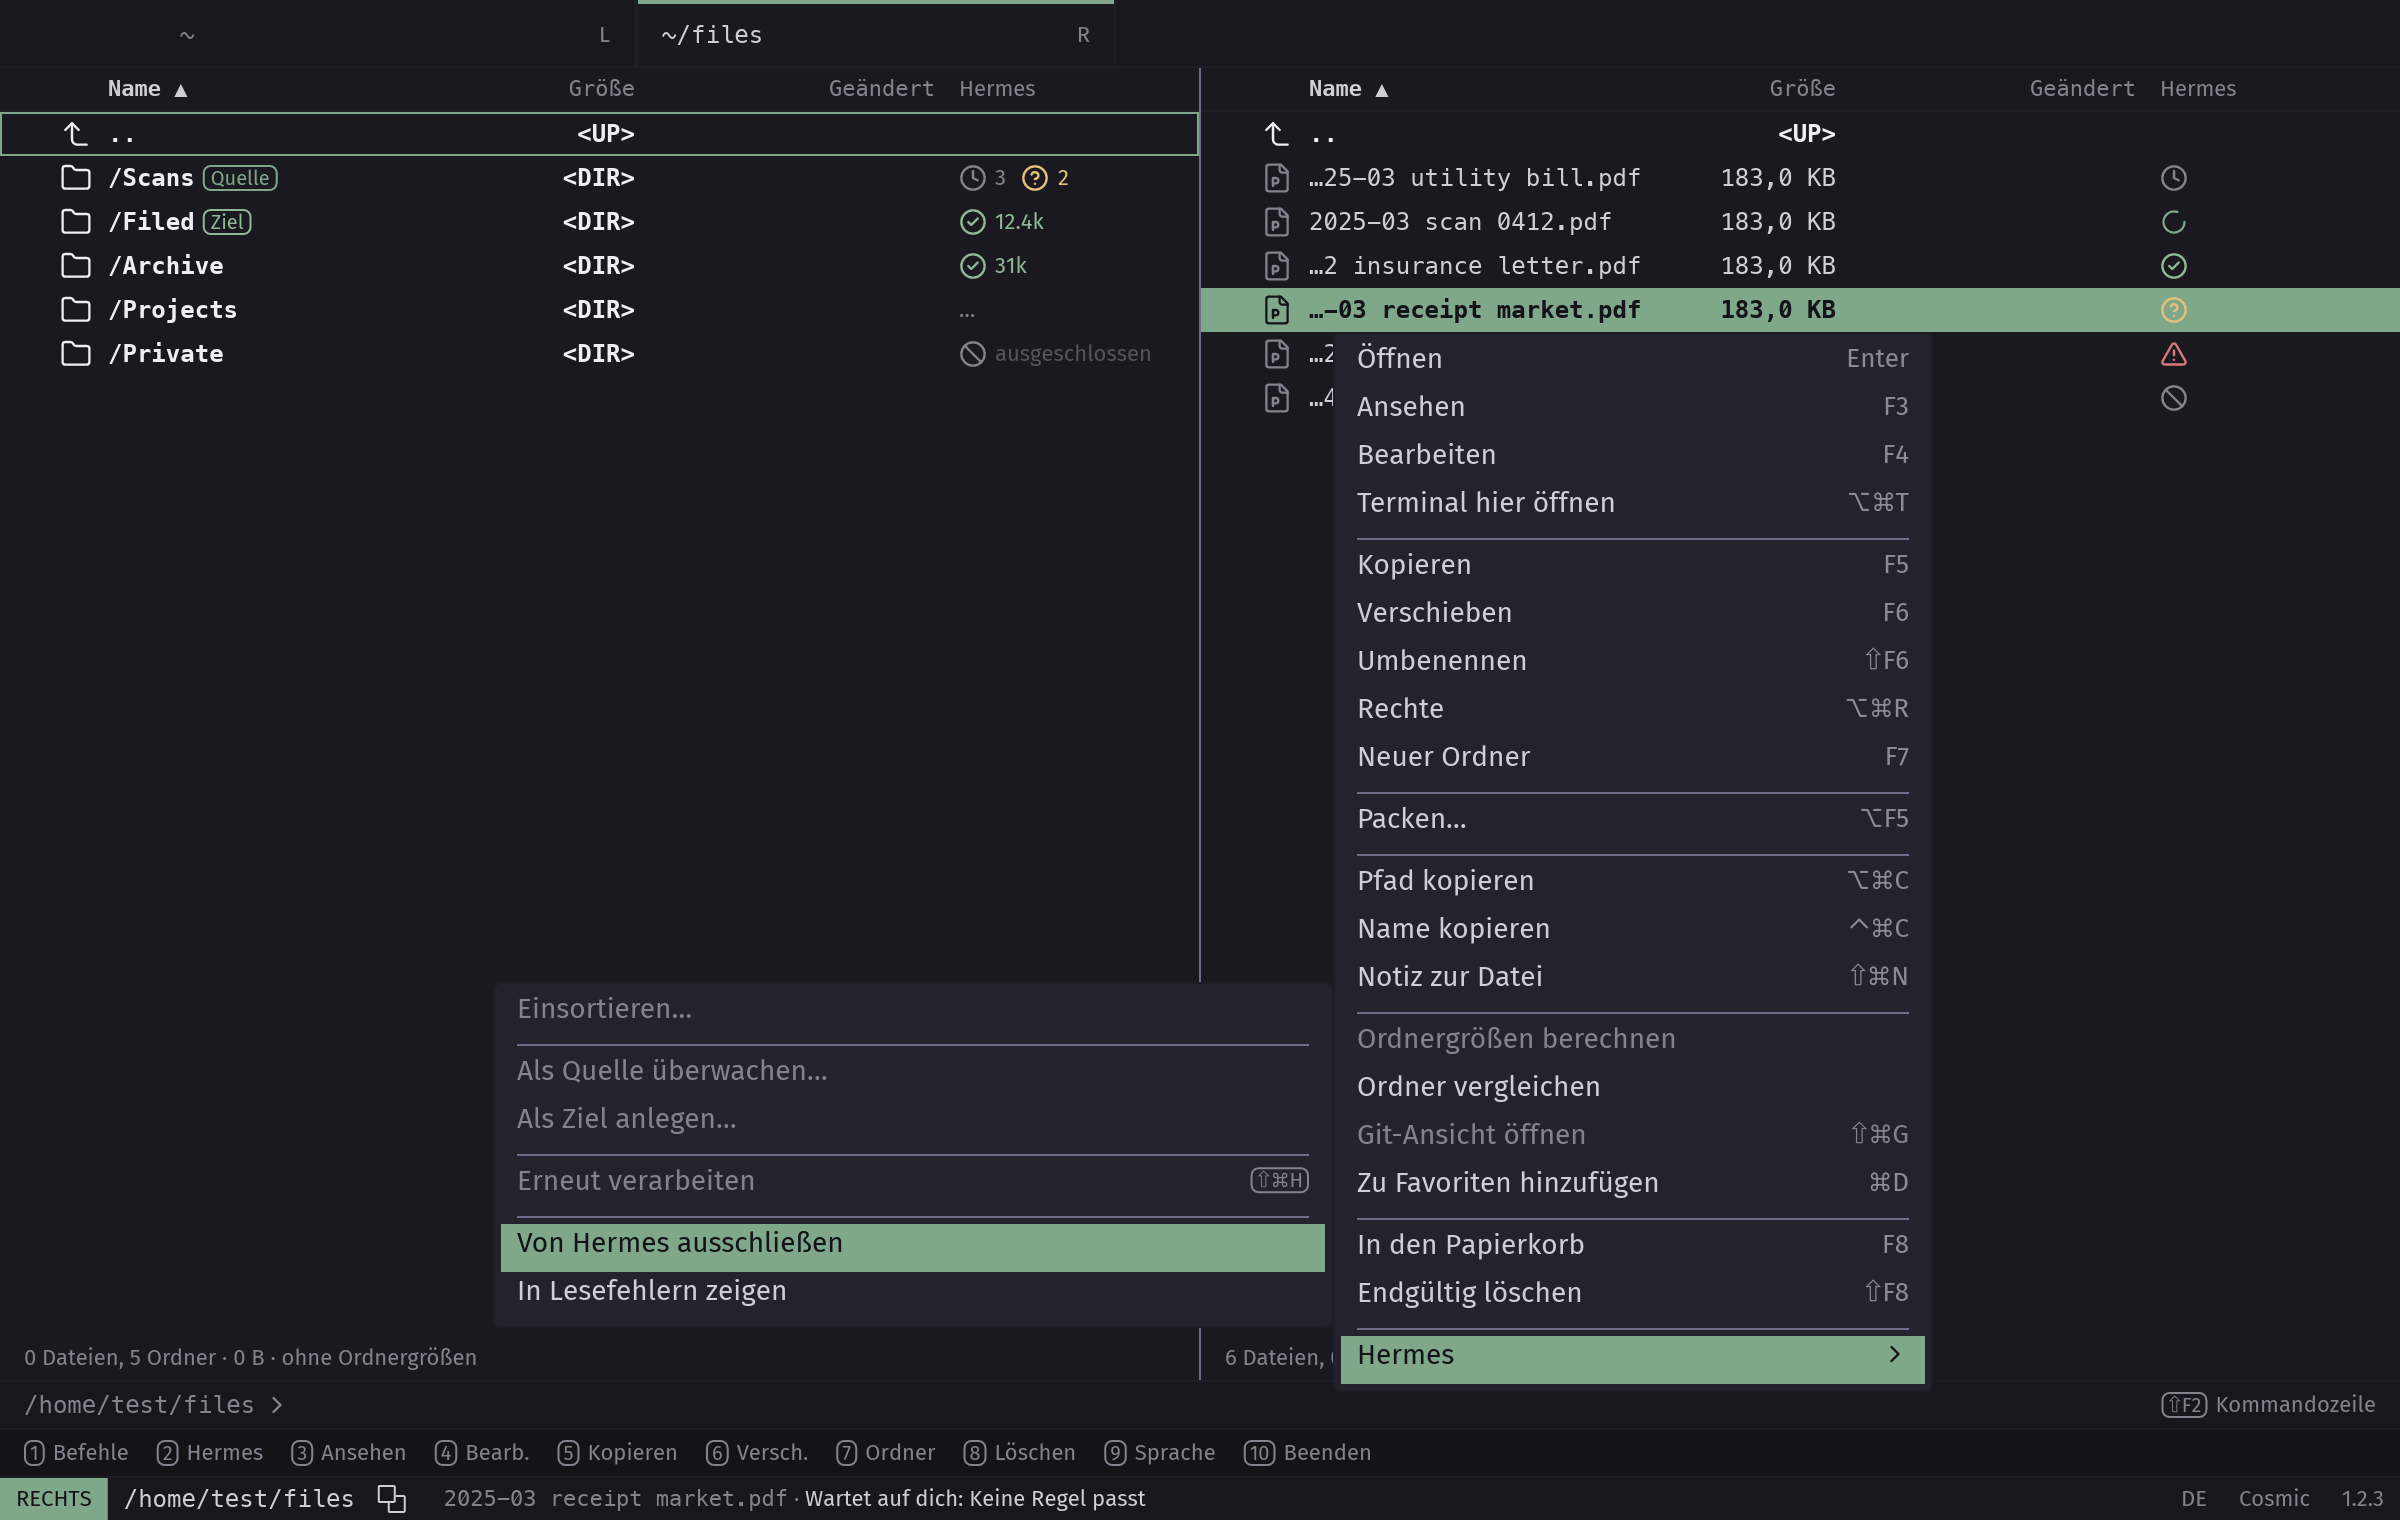 ~ L ~/files R
Name ▲ Größe Geändert Hermes
.. <UP>
/Scans Quelle <DIR> 3 2
/Filed Ziel <DIR> 12.4k
/Archive <DIR> 31k
/Projects <DIR> …
/Private <DIR> ausgeschlossen
0 Dateien, 5 Ordner · 0 B · ohne Ordnergrößen
Name ▲ Größe Geändert Hermes
.. <UP>
…25-03 utility bill.pdf 183,0 KB
2025-03 scan 0412.pdf 183,0 KB
…2 insurance letter.pdf 183,0 KB
…-03 receipt market.pdf 183,0 KB
…2
…4
6 Dateien,
Öffnen Enter
Ansehen F3
Bearbeiten F4
Terminal hier öffnen ⌥⌘T
Kopieren F5
Verschieben F6
Umbenennen ⇧F6
Rechte ⌥⌘R
Neuer Ordner F7
Packen… ⌥F5
Pfad kopieren ⌥⌘C
Name kopieren ^⌘C
Notiz zur Datei ⇧⌘N
Ordnergrößen berechnen
Ordner vergleichen
Git-Ansicht öffnen ⇧⌘G
Zu Favoriten hinzufügen ⌘D
In den Papierkorb F8
Endgültig löschen ⇧F8
Hermes >
Einsortieren…
Als Quelle überwachen…
Als Ziel anlegen…
Erneut verarbeiten ⇧⌘H
Von Hermes ausschließen
In Lesefehlern zeigen
/home/test/files > ⇧F2 Kommandozeile
1 Befehle 2 Hermes 3 Ansehen 4 Bearb. 5 Kopieren 6 Versch. 7 Ordner 8 Löschen 9 Sprache 10 Beenden
RECHTS /home/test/files 2025-03 receipt market.pdf · Wartet auf dich: Keine Regel passt DE Cosmic 1.2.3